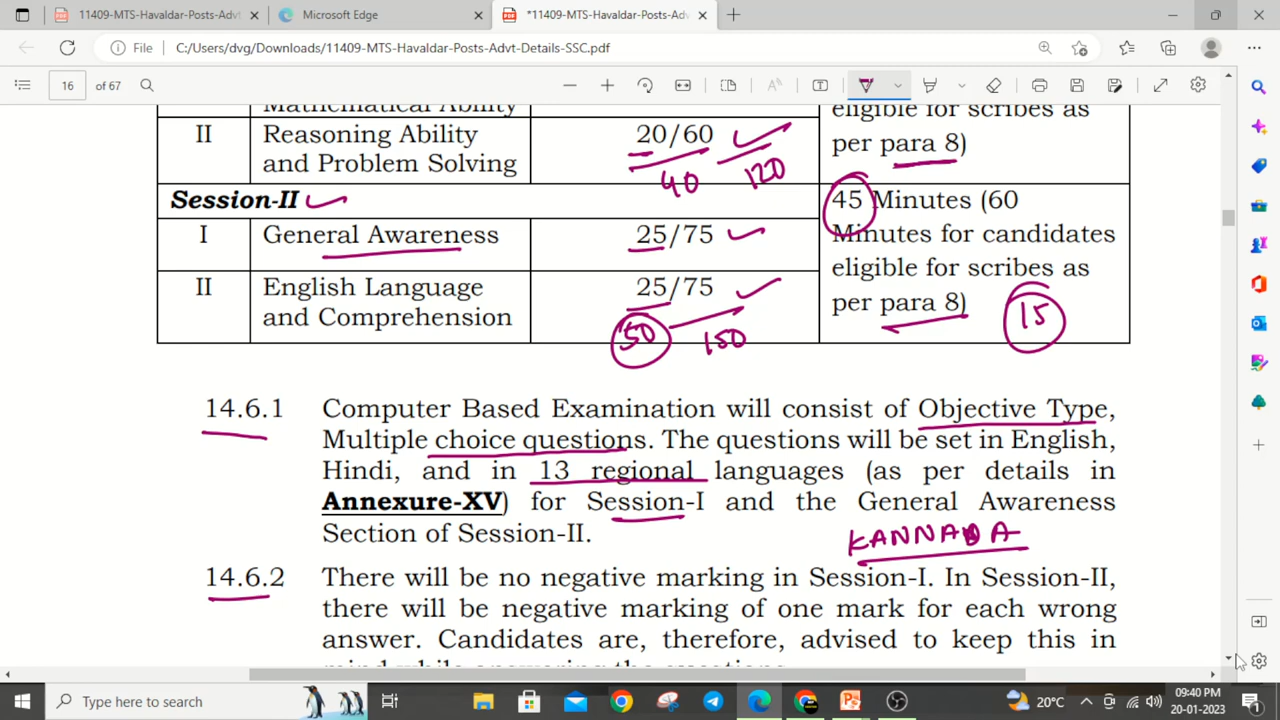 11409-MTS-Havaldar-Posts-Advt
Microsoft Edge
*11409-MTS-Havaldar-Posts-Adv
File
C:/Users/dvg/Downloads/11409-MTS-Havaldar-Posts-Advt-Details-SSC.pdf
16 of 67
Mathematical Ability
eligible for scribes as
II Reasoning Ability 20/60
per para 8)
and Problem Solving
40 120
Session-II
45 Minutes (60
I General Awareness 25/75
Minutes for candidates
eligible for scribes as
II English Language 25/75
per para 8) 15
and Comprehension
50 150
14.6.1 Computer Based Examination will consist of Objective Type,
Multiple choice questions. The questions will be set in English,
Hindi, and in 13 regional languages (as per details in
Annexure-XV) for Session-I and the General Awareness
Section of Session-II.
KANNADA
14.6.2 There will be no negative marking in Session-I. In Session-II,
there will be negative marking of one mark for each wrong
answer. Candidates are, therefore, advised to keep this in
mind while answering the questions.
Type here to search
20°C
09:40 PM
20-01-2023